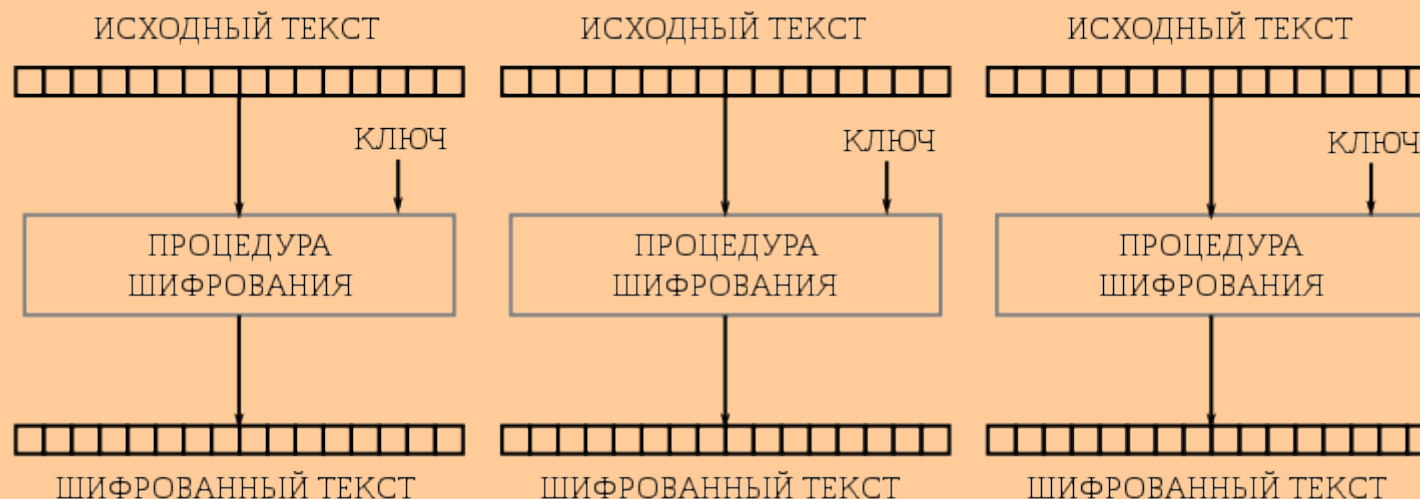 ИСХОДНЫЙ ТЕКСТ
ИСХОДНЫЙ ТЕКСТ
ИСХОДНЫЙ ТЕКСТ
КЛЮЧ
КЛЮЧ
КЛЮЧ
ПРОЦЕДУРА
ШИФРОВАНИЯ
ПРОЦЕДУРА
ШИФРОВАНИЯ
ПРОЦЕДУРА
ШИФРОВАНИЯ
ШИФРОВАННЫЙ ТЕКСТ
ШИФРОВАННЫЙ ТЕКСТ
ШИФРОВАННЫЙ ТЕКСТ